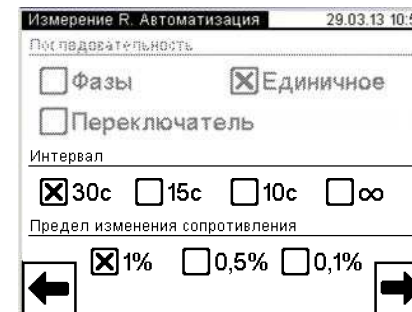 Измерение R. Автоматизация 29.03.13 10:5
Последовательность
Фазы Единичное
Переключатель
Интервал
30с 15с 10с ∞
Предел изменения сопротивления
1% 0,5% 0,1%